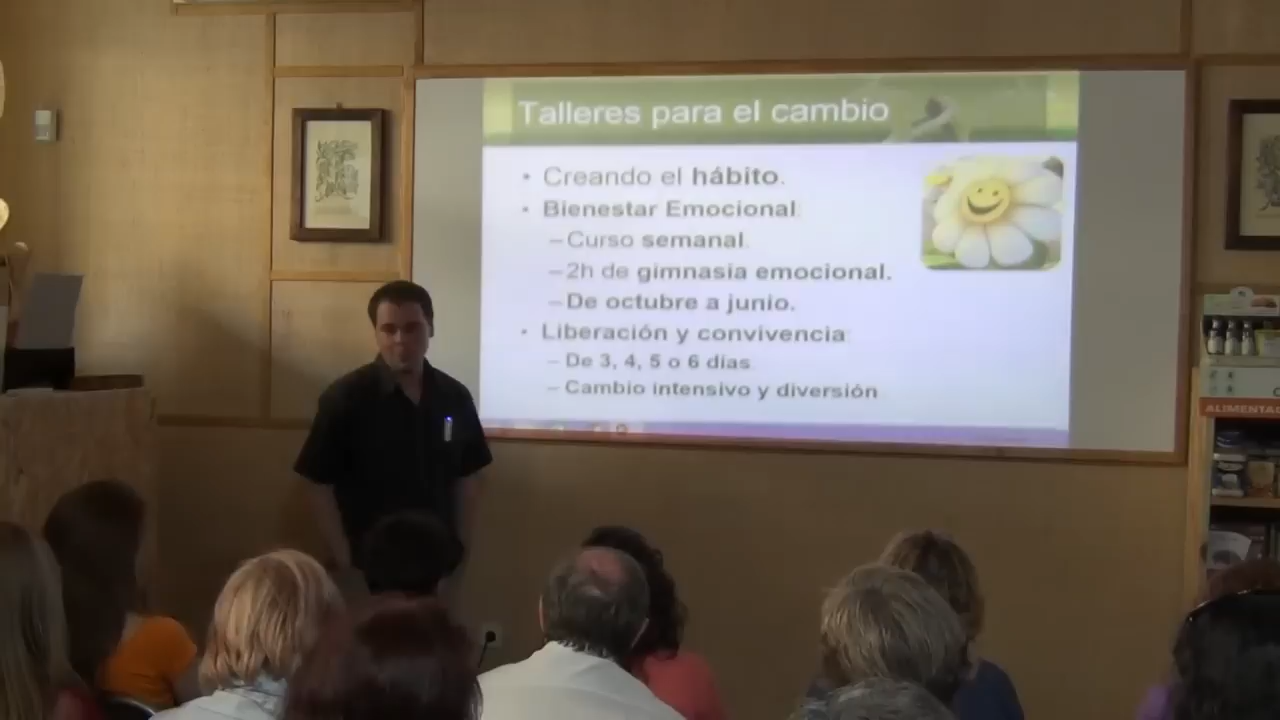 Talleres para el cambio
• Creando el hábito.
• Bienestar Emocional:
– Curso semanal.
– 2h de gimnasia emocional.
– De octubre a junio.
• Liberación y convivencia:
– De 3, 4, 5 o 6 días.
– Cambio intensivo y diversión.